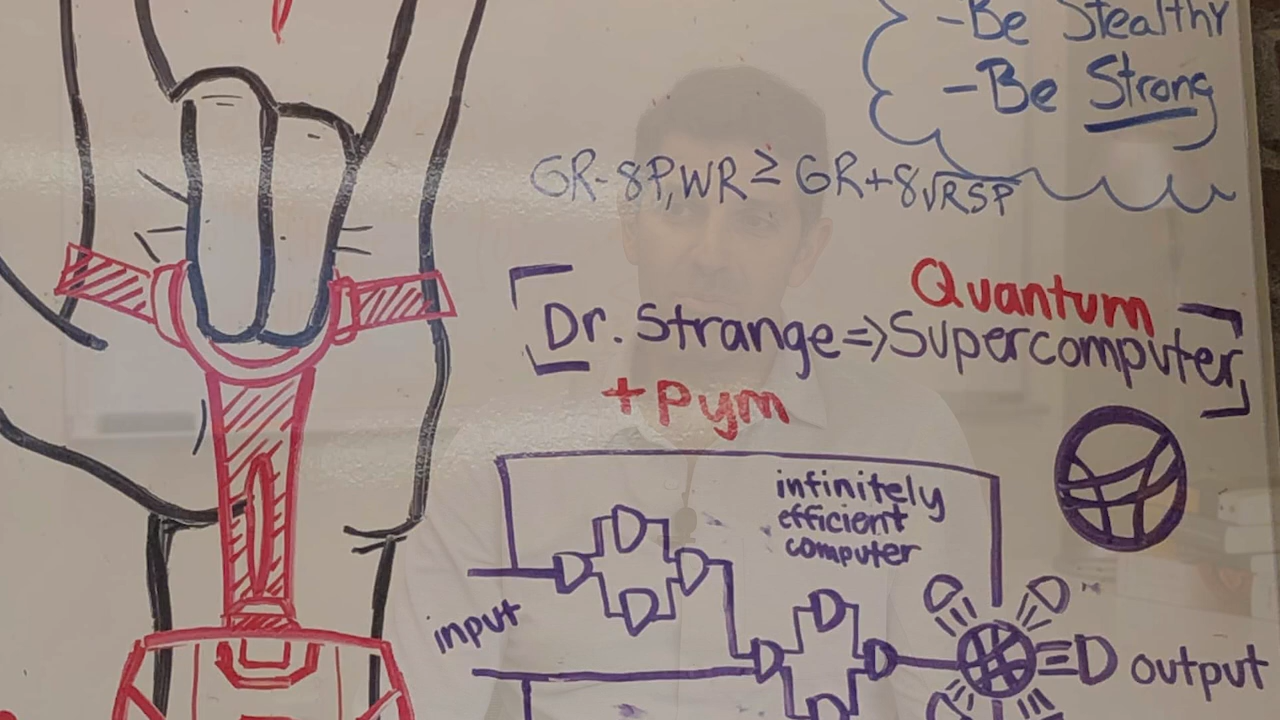 -Be Stealthy
-Be Strong
GR-8P,WR ≥ GR+8√RSP
Quantum
[Dr. Strange => Supercomputer]
+ Pym
infinitely
efficient
computer
input
output